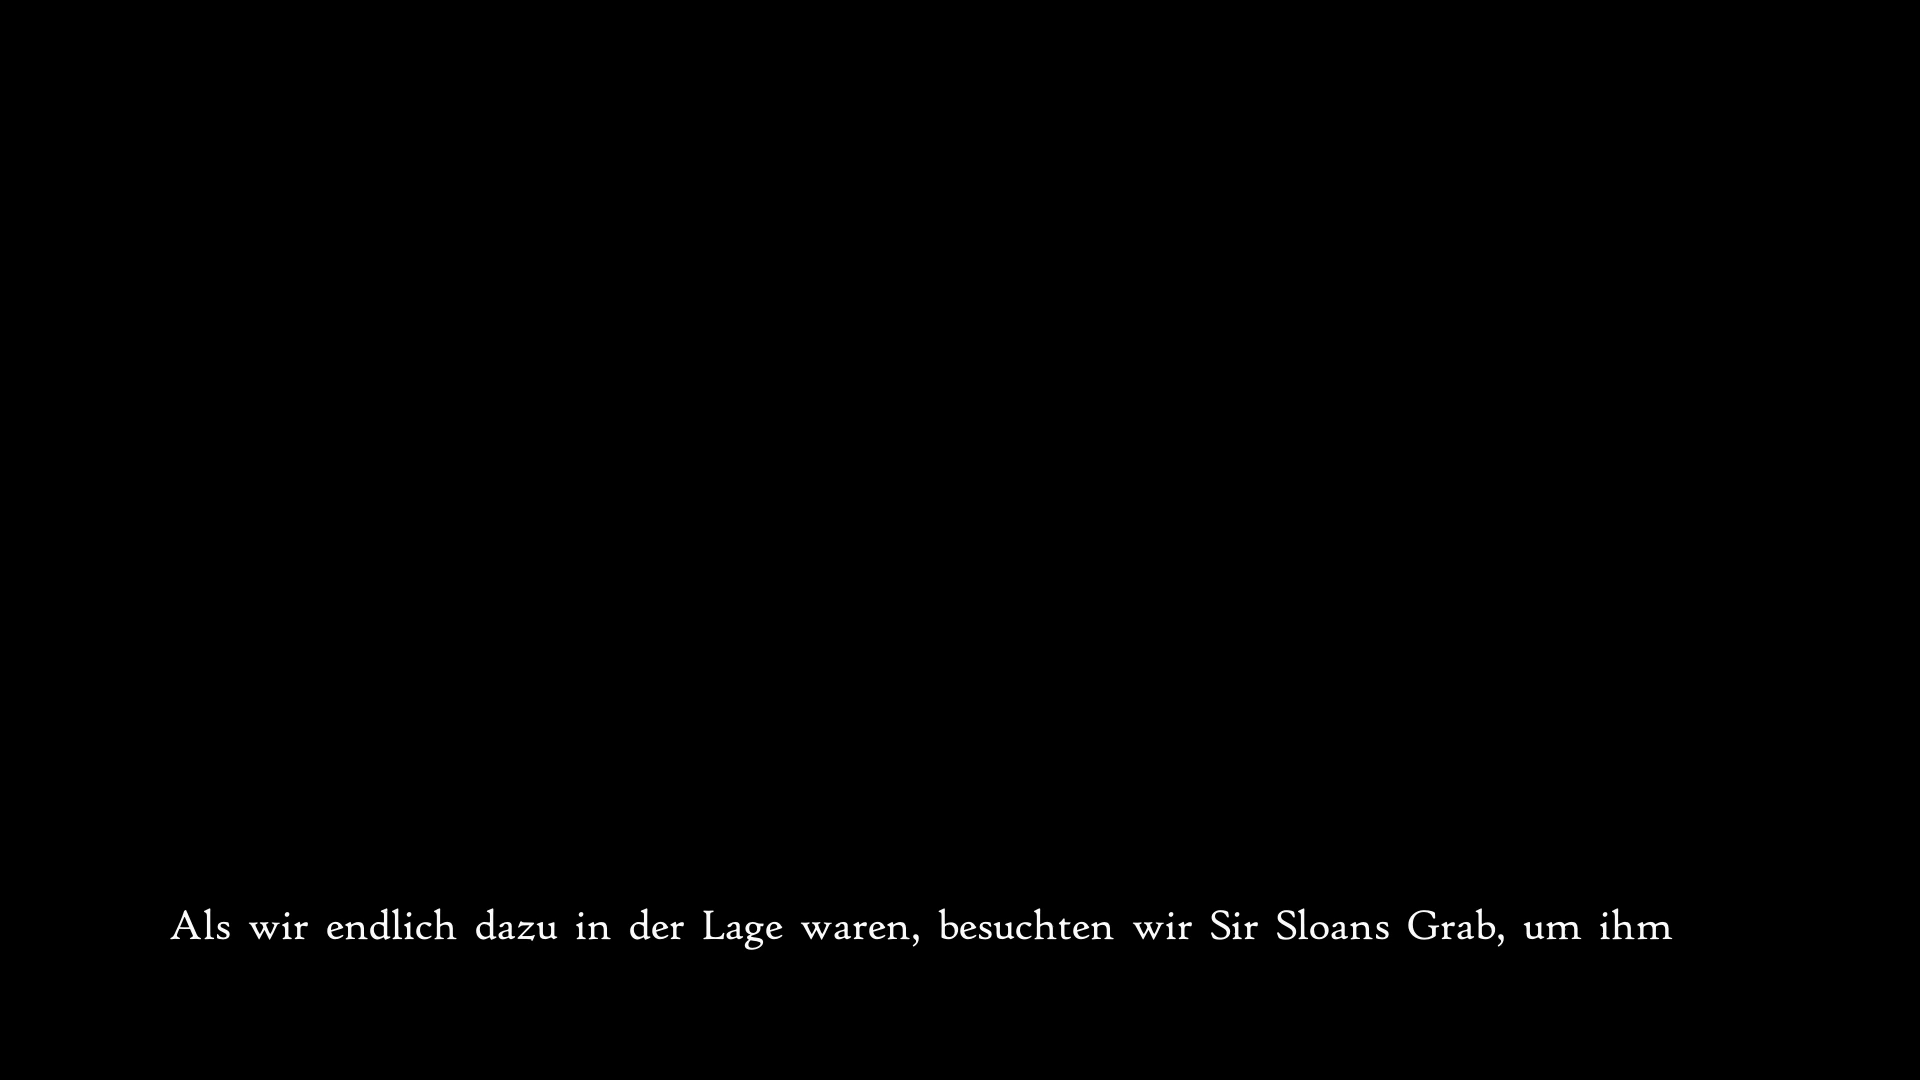 Als wir endlich dazu in der Lage waren, besuchten wir Sir Sloans Grab, um ihm